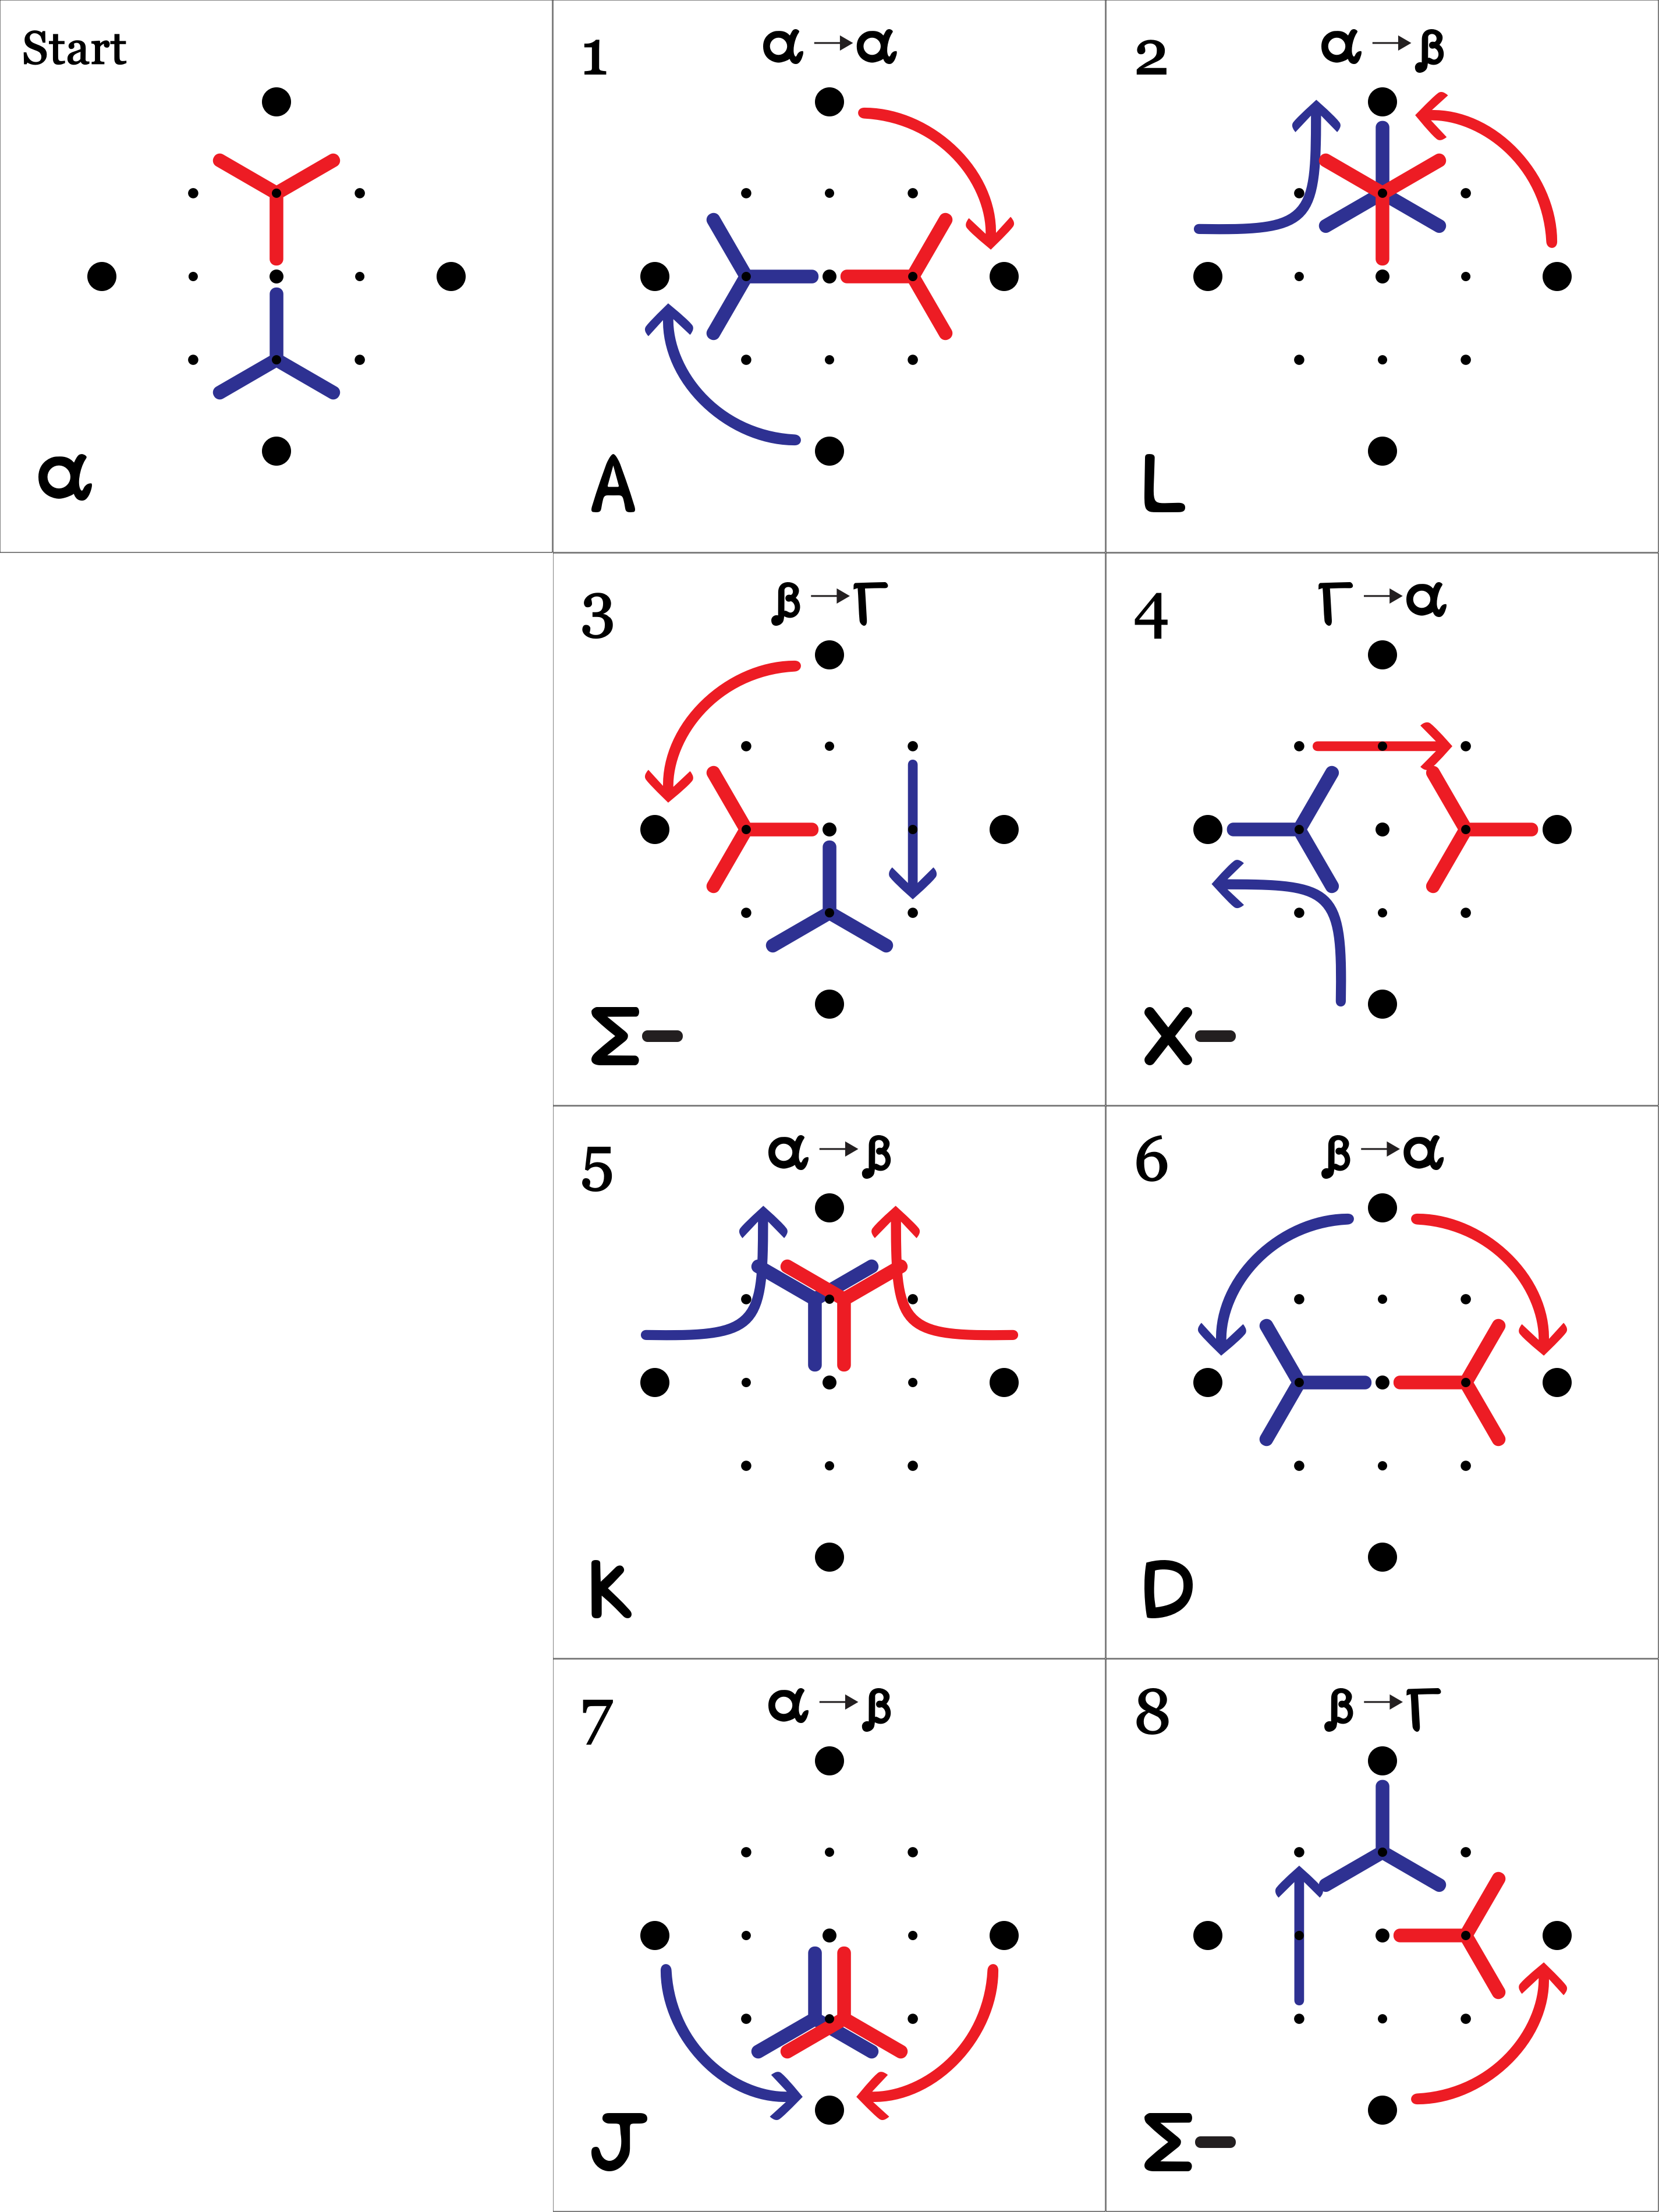 Start
α
1
α → α
A
2
α → β
L
3
β → Γ
Σ-
4
Γ → α
X-
5
α → β
K
6
β → α
D
7
α → β
J
8
β → Γ
Σ-